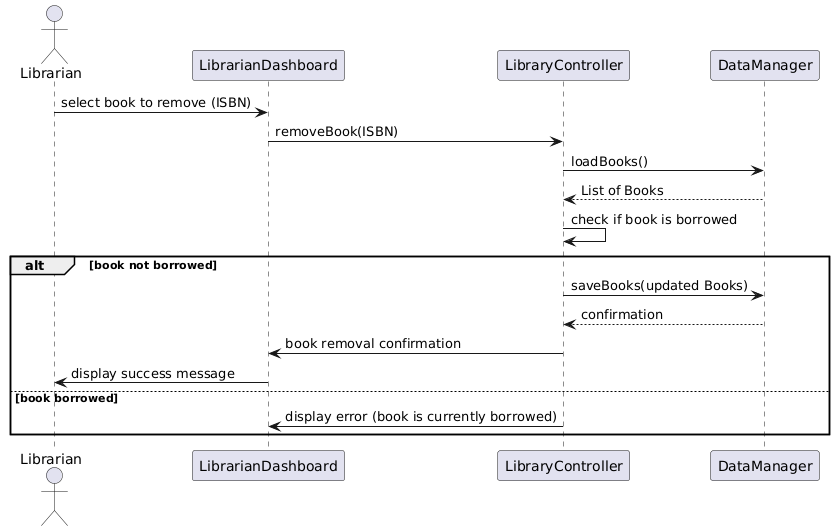 Librarian
LibrarianDashboard
LibraryController
DataManager
select book to remove (ISBN)
removeBook(ISBN)
loadBooks()
List of Books
check if book is borrowed
alt
[book not borrowed]
saveBooks(updated Books)
confirmation
book removal confirmation
display success message
[book borrowed]
display error (book is currently borrowed)
Librarian
LibrarianDashboard
LibraryController
DataManager